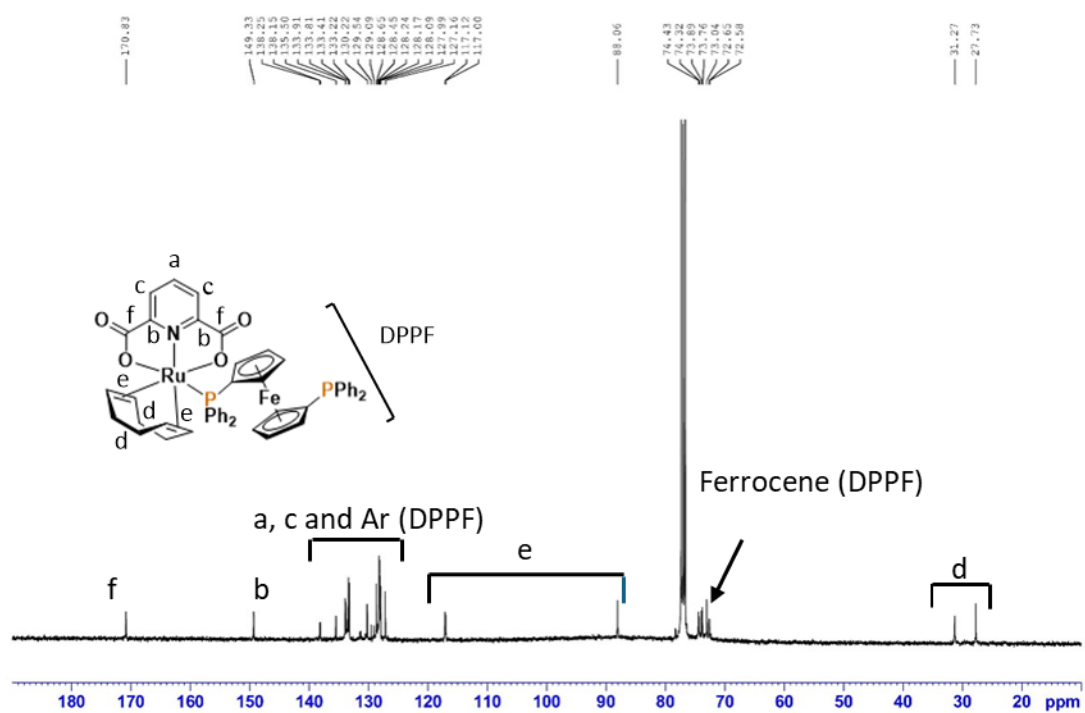 170.83
149.33
138.25
138.15
135.50
133.91
133.81
133.41
133.22
130.22
129.54
129.09
128.65
128.45
128.24
128.17
128.09
127.99
127.16
117.12
117.00
88.06
74.43
74.32
73.89
73.76
73.04
72.65
72.58
31.27
27.73
a
c c
f f
O O
b N b
O O
Ru
e
d e
d
P
Ph2
Fe
PPh2
DPPF
Ferrocene (DPPF)
a, c and Ar (DPPF)
e
d
f
b
180 170 160 150 140 130 120 110 100 90 80 70 60 50 40 30 20 ppm